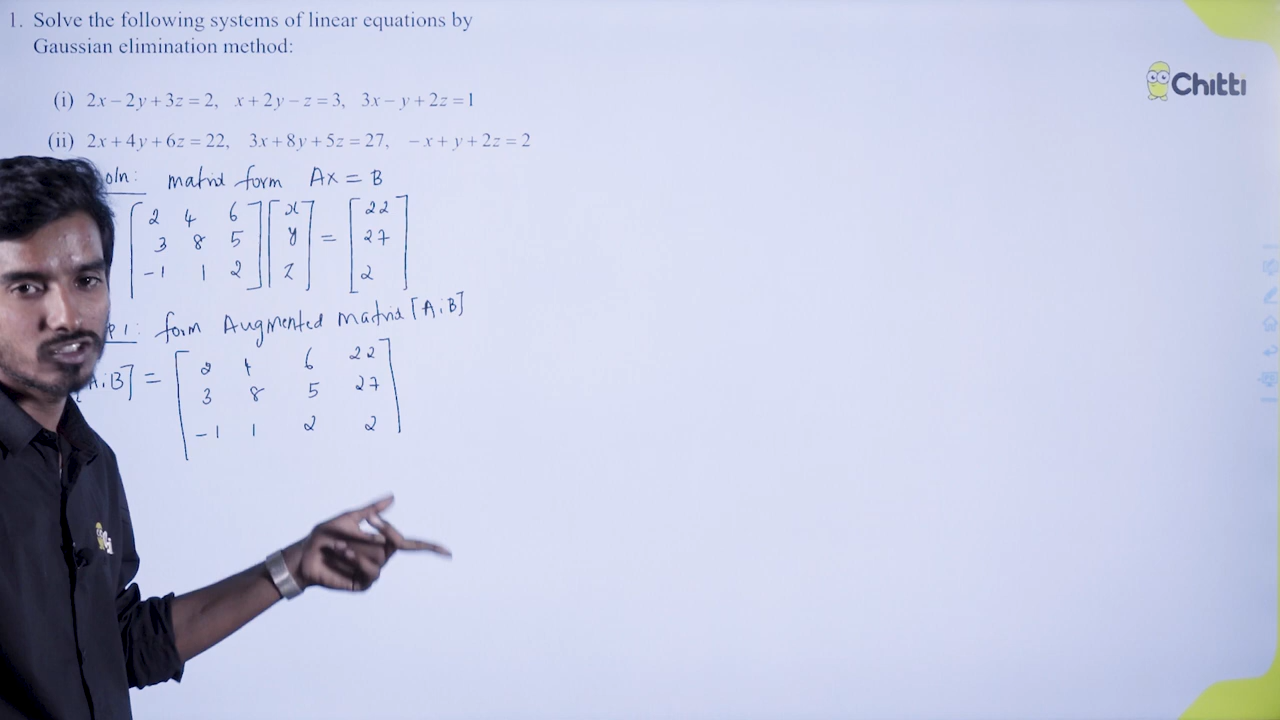 1. Solve the following systems of linear equations by
Gaussian elimination method:
(i) 2x − 2y + 3z = 2, x + 2y − z = 3, 3x − y + 2z = 1
(ii) 2x + 4y + 6z = 22, 3x + 8y + 5z = 27, −x + y + 2z = 2
Chitti
oln: matrix form AX = B
[2 4 6] [x] = [22]
[3 8 5] [y] [27]
[-1 1 2] [z] [2]
p 1: form Augmented matrix [A:B]
[A:B] = [2 4 6 22]
[3 8 5 27]
[-1 1 2 2]